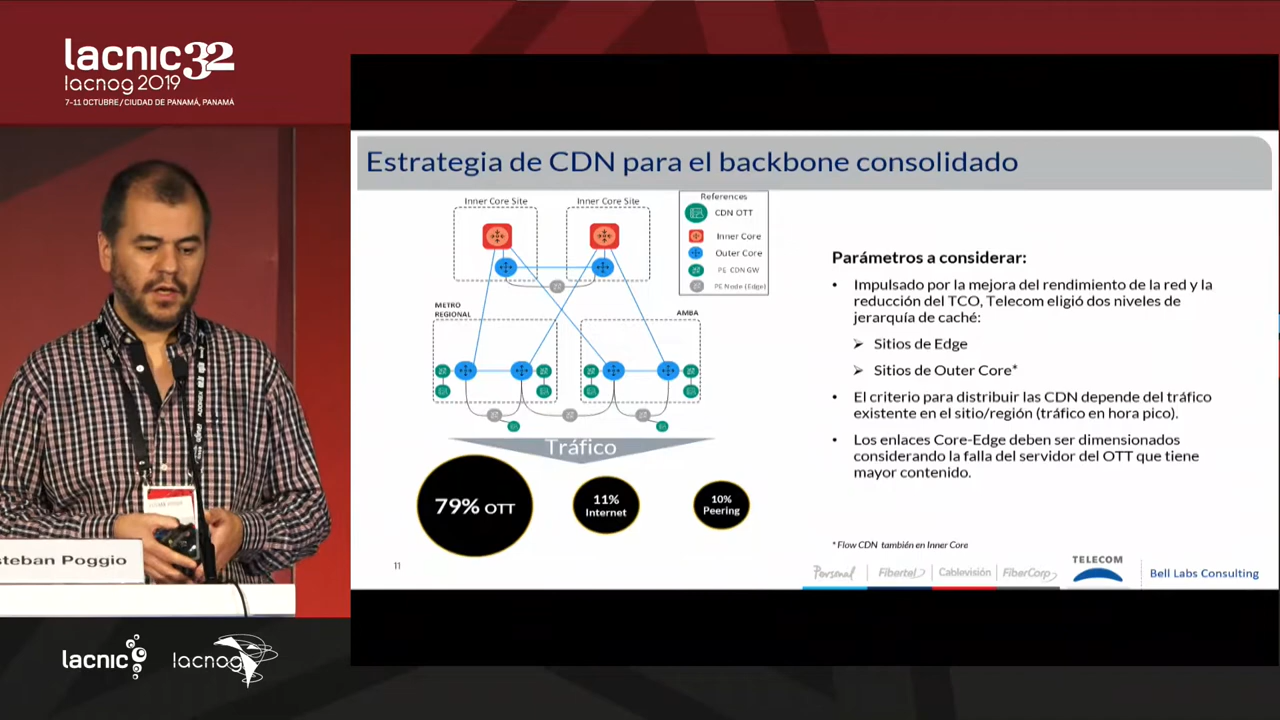 lacnic32
lacnog 2019
7-11 OCTUBRE / CIUDAD DE PANAMÁ, PANAMÁ
Estrategia de CDN para el backbone consolidado
Inner Core Site
Inner Core Site
References
CDN OTT
Inner Core
Outer Core
PE CDN GW
PE Node (Edge)
METRO
REGIONAL
AMBA
Tráfico
79% OTT
11%
Internet
10%
Peering
Parámetros a considerar:
• Impulsado por la mejora del rendimiento de la red y la
reducción del TCO, Telecom eligió dos niveles de
jerarquía de caché:
➢ Sitios de Edge
➢ Sitios de Outer Core*
• El criterio para distribuir las CDN depende del tráfico
existente en el sitio/región (tráfico en hora pico).
• Los enlaces Core-Edge deben ser dimensionados
considerando la falla del servidor del OTT que tiene
mayor contenido.
* Flow CDN también en Inner Core
11
Personal
Fibertel
Cablevisión
FiberCorp
TELECOM
Bell Labs Consulting
steban Poggio
lacnic
lacnog